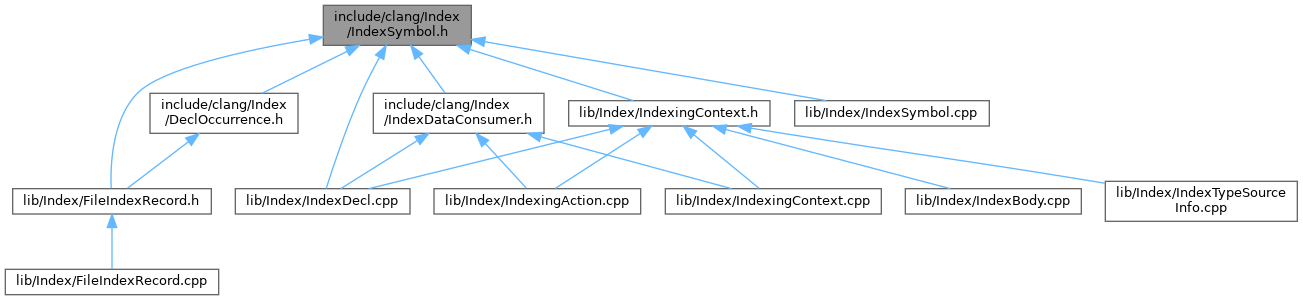 include/clang/Index
/IndexSymbol.h
include/clang/Index
/DeclOccurrence.h
include/clang/Index
/IndexDataConsumer.h
lib/Index/IndexingContext.h
lib/Index/IndexSymbol.cpp
lib/Index/FileIndexRecord.h
lib/Index/IndexDecl.cpp
lib/Index/IndexingAction.cpp
lib/Index/IndexingContext.cpp
lib/Index/IndexBody.cpp
lib/Index/IndexTypeSource
Info.cpp
lib/Index/FileIndexRecord.cpp